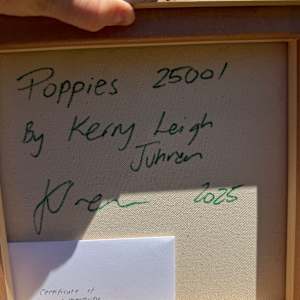 Poppies 25001
By Kerry Leigh
Juhren
2025
Certificate of